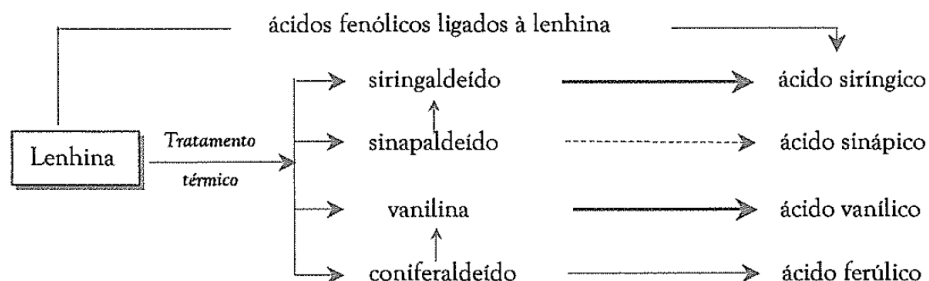 ácidos fenólicos ligados à lenhina
siringaldeído ácido siríngico
Lenhina Tratamento térmico
sinapaldeído ácido sinápico
vanilina ácido vanílico
coniferaldeído ácido ferúlico